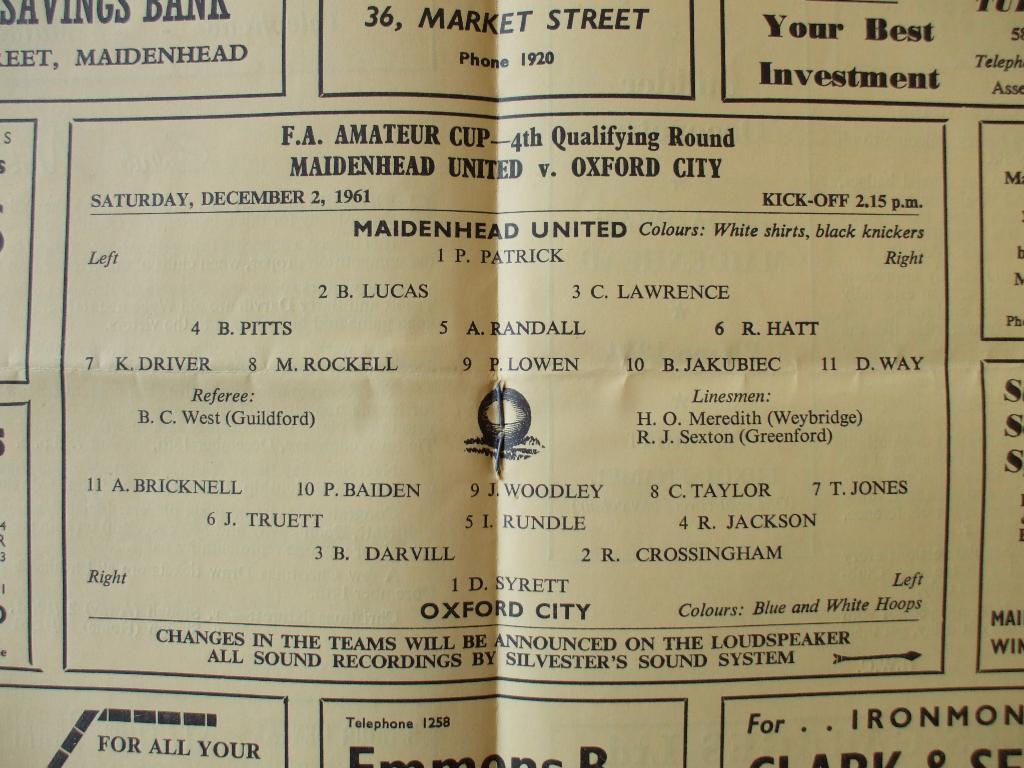 SAVINGS BANK
MAIDENHEAD
36, MARKET STREET
Phone 1920
Your Best
Investment
F.A. AMATEUR CUP—4th Qualifying Round
MAIDENHEAD UNITED v. OXFORD CITY
SATURDAY, DECEMBER 2, 1961 KICK-OFF 2.15 p.m.
MAIDENHEAD UNITED Colours: White shirts, black knickers
Left 1 P. PATRICK Right
2 B. LUCAS 3 C. LAWRENCE
4 B. PITTS 5 A. RANDALL 6 R. HATT
7 K. DRIVER 8 M. ROCKELL 9 P. LOWEN 10 B. JAKUBIEC 11 D. WAY
Referee: Linesmen:
B. C. West (Guildford) H. O. Meredith (Weybridge)
R. J. Sexton (Greenford)
11 A. BRICKNELL 10 P. BAIDEN 9 J. WOODLEY 8 C. TAYLOR 7 T. JONES
6 J. TRUETT 5 I. RUNDLE 4 R. JACKSON
3 B. DARVILL 2 R. CROSSINGHAM
Right 1 D. SYRETT Left
OXFORD CITY Colours: Blue and White Hoops
CHANGES IN THE TEAMS WILL BE ANNOUNCED ON THE LOUDSPEAKER
ALL SOUND RECORDINGS BY SILVESTER'S SOUND SYSTEM
FOR ALL YOUR
Telephone 1258
Emmons
For . . IRONMON
CLARK & SE